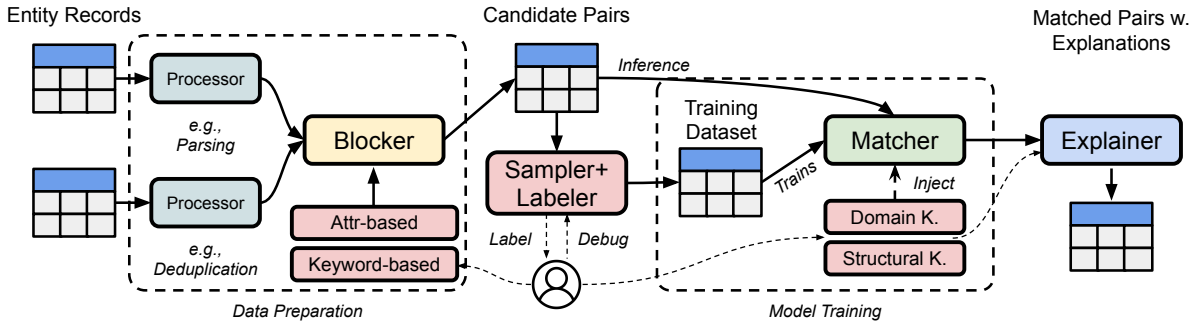 Entity Records
Candidate Pairs
Matched Pairs w.
Explanations
Processor
e.g.,
Parsing
Processor
e.g.,
Deduplication
Blocker
Attr-based
Keyword-based
Data Preparation
Inference
Sampler+
Labeler
Label
Debug
Training
Dataset
Trains
Matcher
Inject
Domain K.
Structural K.
Model Training
Explainer